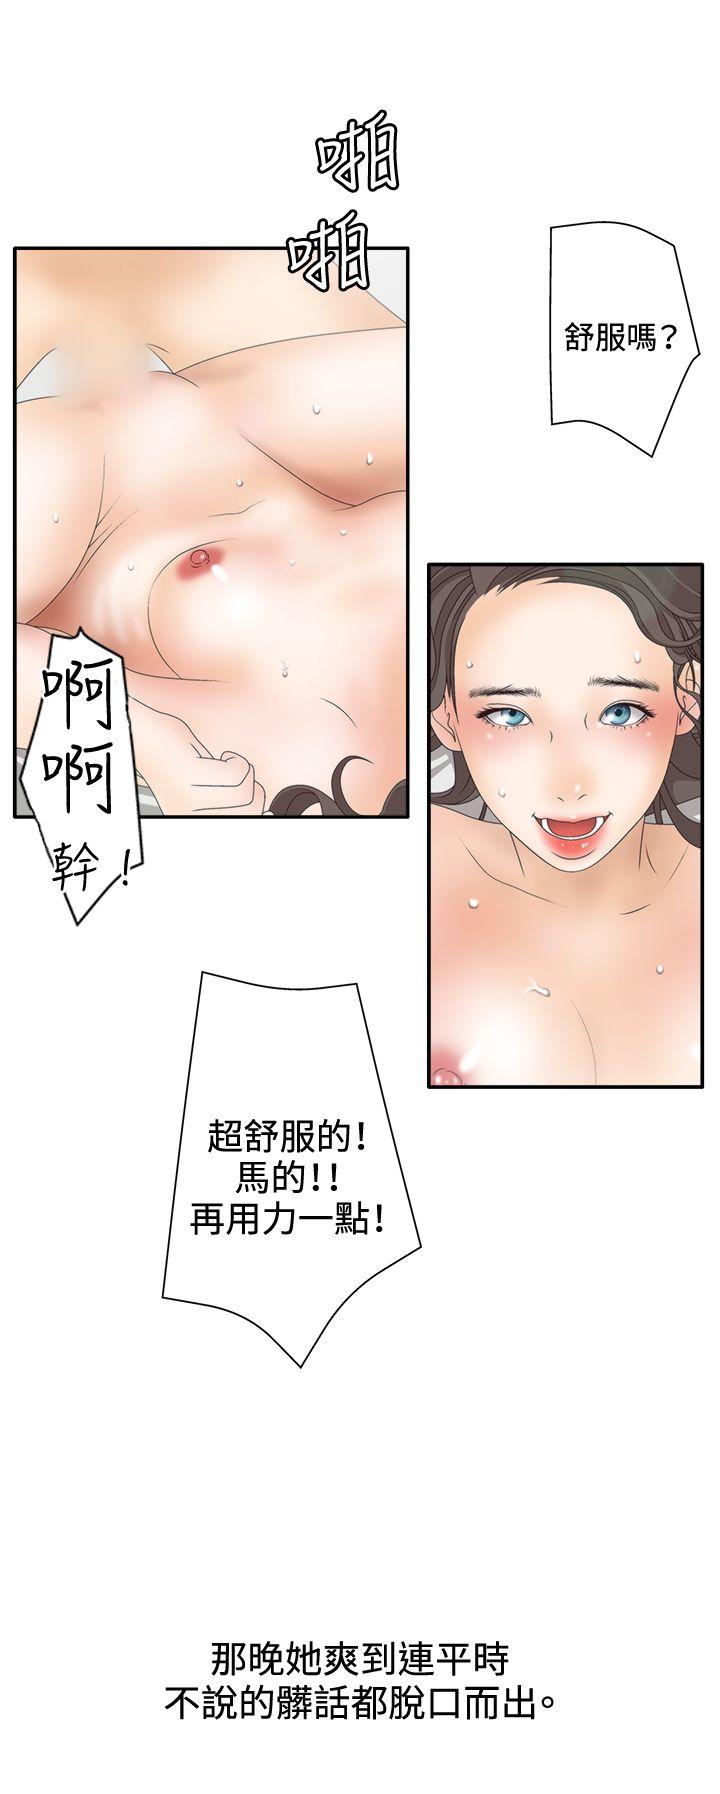 啪
啪
舒服嗎？
啊
啊
幹！
超舒服的！
馬的！！
再用力一點！
那晚她爽到連平時
不說的髒話都脫口而出。